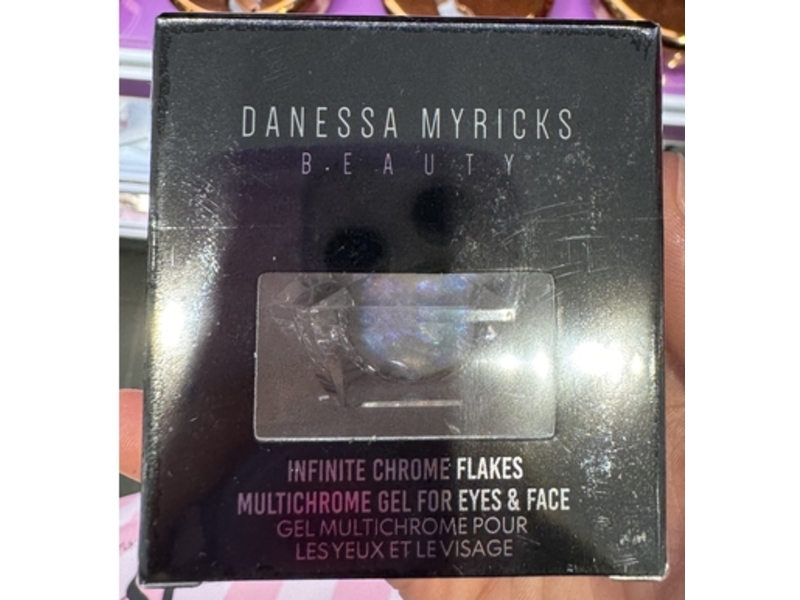 DANESSA MYRICKS
BEAUTY
INFINITE CHROME FLAKES
MULTICHROME GEL FOR EYES & FACE
GEL MULTICHROME POUR
LES YEUX ET LE VISAGE